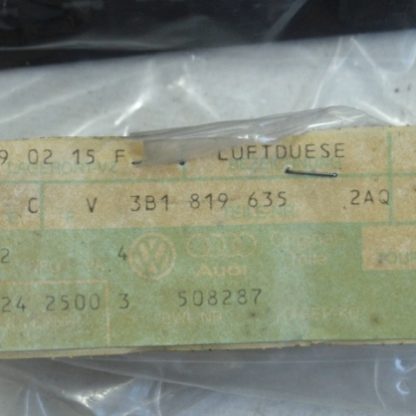 9 02 15 F LUFTDUESE
C V 3B1 819 635 2AQ
2 4 Audi
24 2500 3 508287